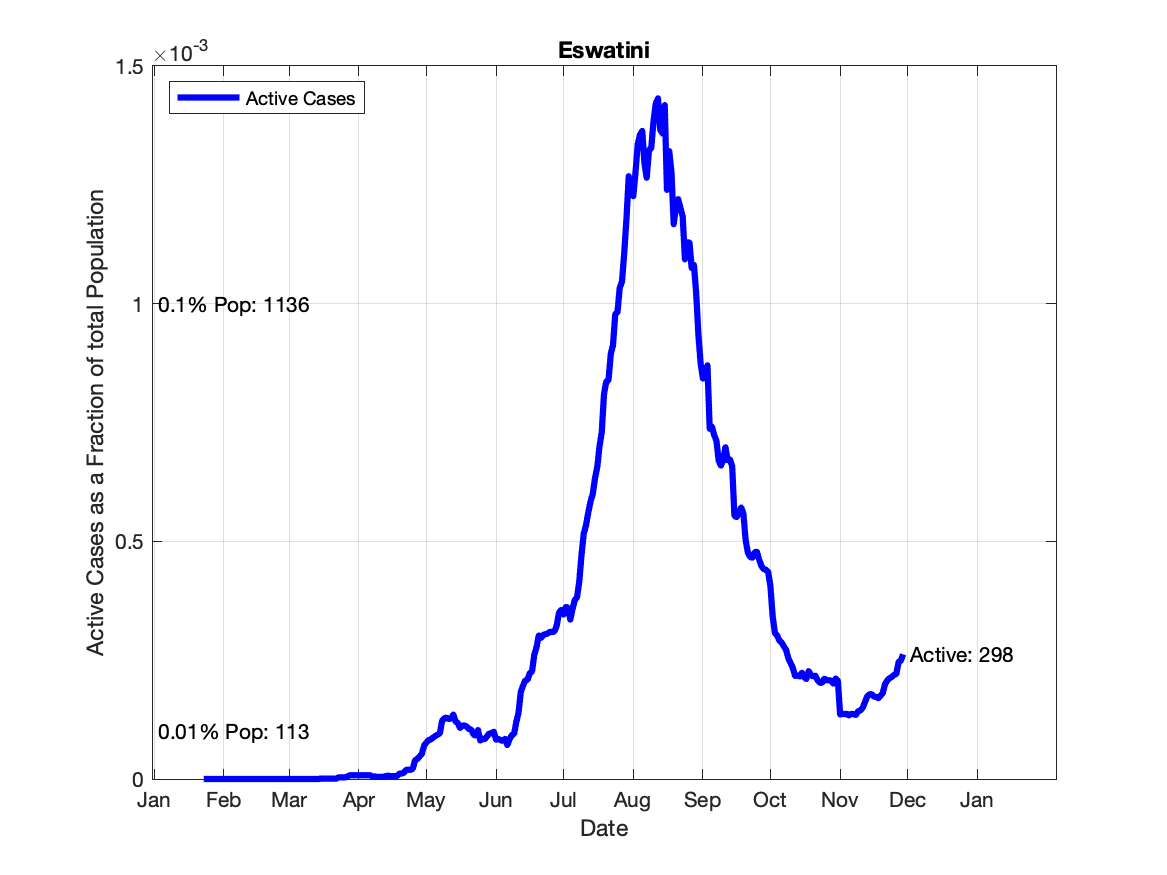 Eswatini
×10-3
1.5
1
0.5
0
Active Cases
0.1% Pop: 1136
0.01% Pop: 113
Active: 298
Active Cases as a Fraction of total Population
Jan Feb Mar Apr May Jun Jul Aug Sep Oct Nov Dec Jan
Date